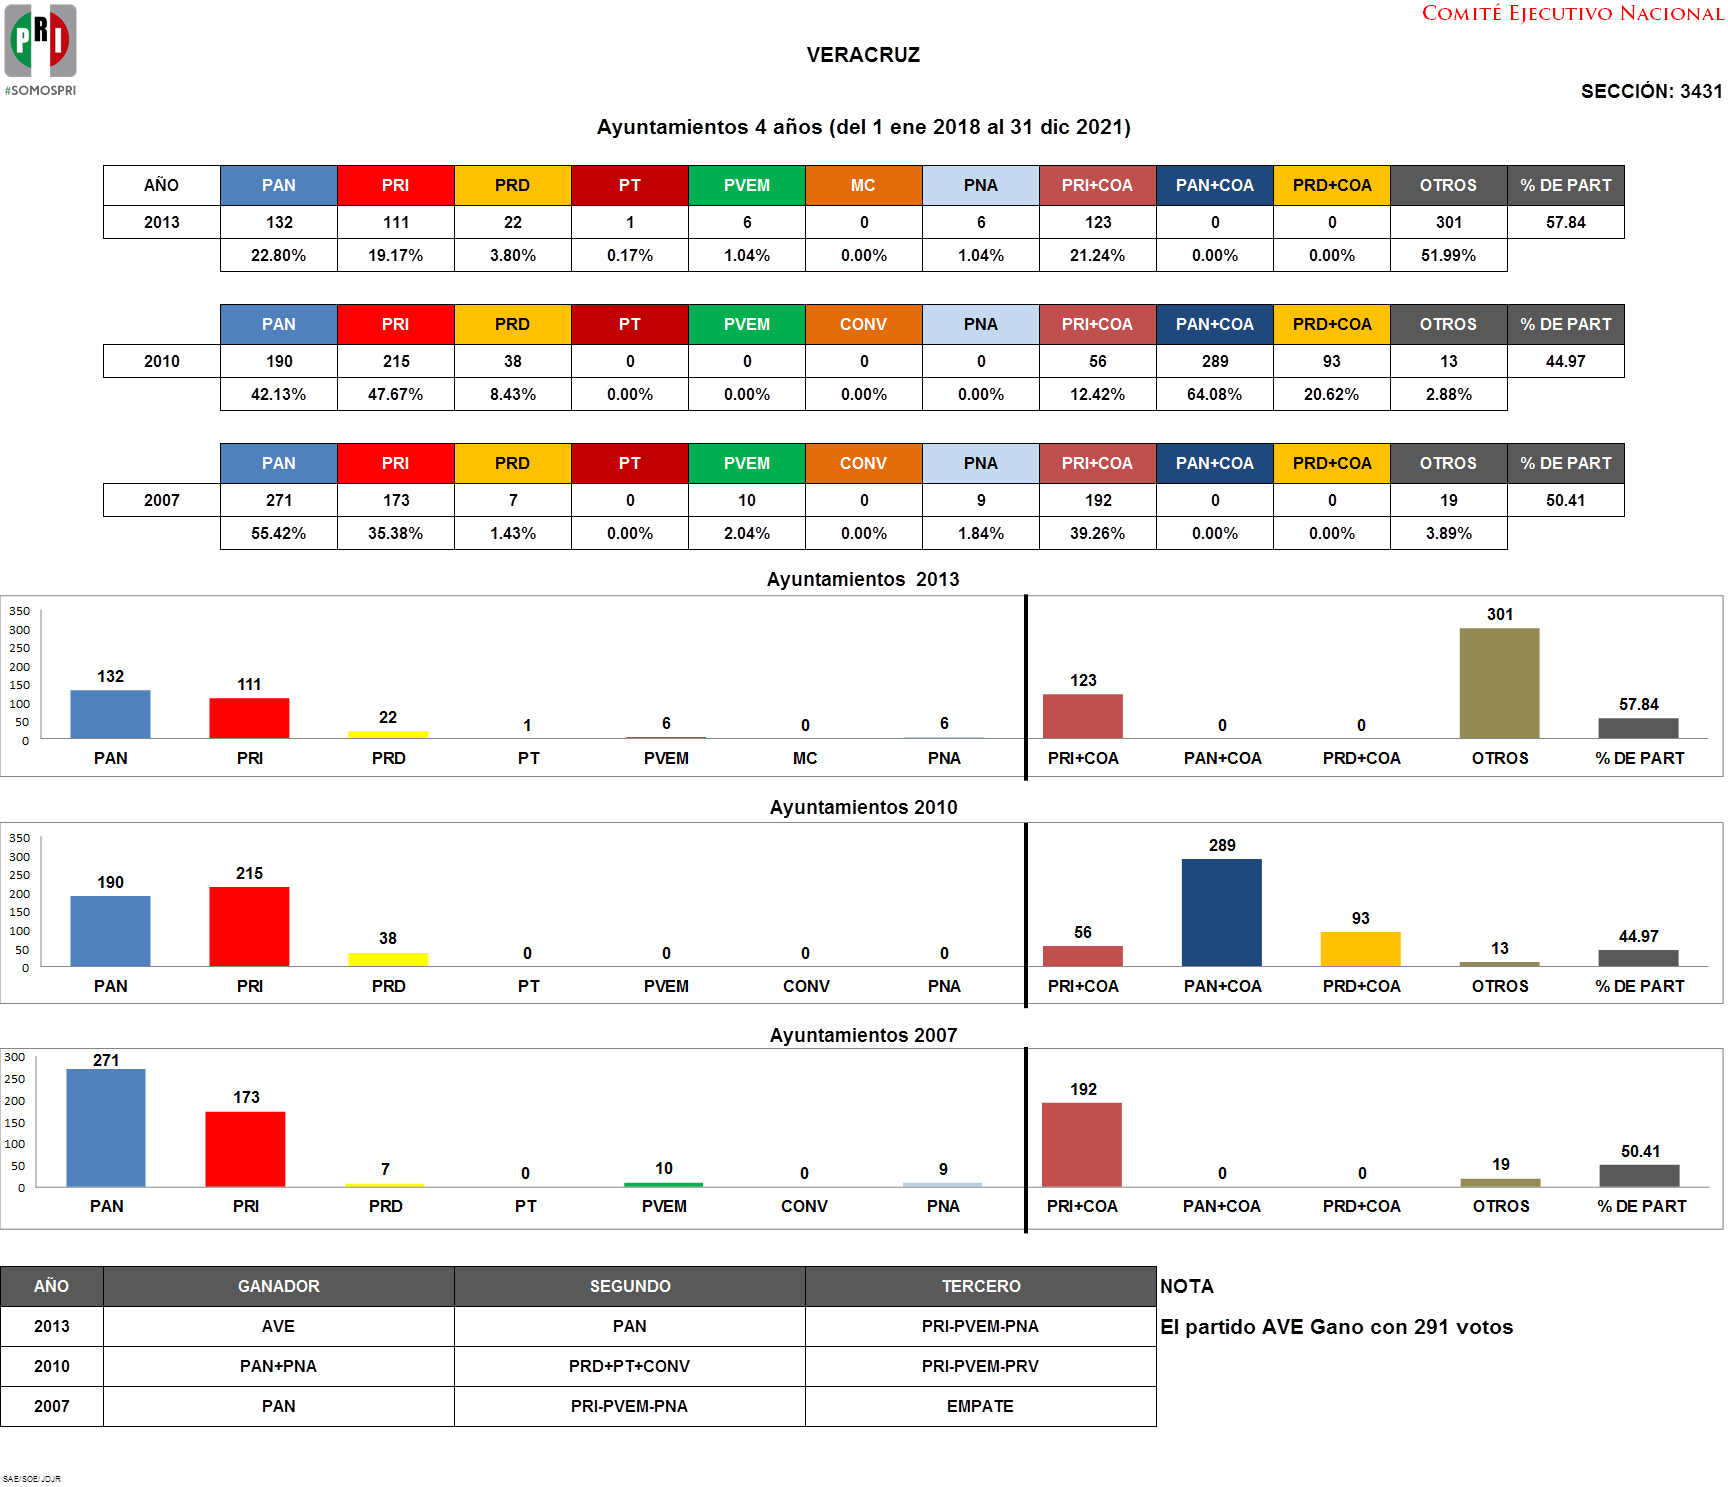 PRI
#SOMOSPRI
COMITÉ EJECUTIVO NACIONAL
VERACRUZ
SECCIÓN: 3431
Ayuntamientos 4 años (del 1 ene 2018 al 31 dic 2021)
AÑO PAN PRI PRD PT PVEM MC PNA PRI+COA PAN+COA PRD+COA OTROS % DE PART
2013 132 111 22 1 6 0 6 123 0 0 301 57.84
22.80% 19.17% 3.80% 0.17% 1.04% 0.00% 1.04% 21.24% 0.00% 0.00% 51.99%
PAN PRI PRD PT PVEM CONV PNA PRI+COA PAN+COA PRD+COA OTROS % DE PART
2010 190 215 38 0 0 0 0 56 289 93 13 44.97
42.13% 47.67% 8.43% 0.00% 0.00% 0.00% 0.00% 12.42% 64.08% 20.62% 2.88%
PAN PRI PRD PT PVEM CONV PNA PRI+COA PAN+COA PRD+COA OTROS % DE PART
2007 271 173 7 0 10 0 9 192 0 0 19 50.41
55.42% 35.38% 1.43% 0.00% 2.04% 0.00% 1.84% 39.26% 0.00% 0.00% 3.89%
Ayuntamientos 2013
350
300
250
200
150
100
50
0
132 111 22 1 6 0 6 123 0 0 301 57.84
PAN PRI PRD PT PVEM MC PNA PRI+COA PAN+COA PRD+COA OTROS % DE PART
Ayuntamientos 2010
350
300
250
200
150
100
50
0
190 215 38 0 0 0 0 56 289 93 13 44.97
PAN PRI PRD PT PVEM CONV PNA PRI+COA PAN+COA PRD+COA OTROS % DE PART
Ayuntamientos 2007
300
250
200
150
100
50
0
271 173 7 0 10 0 9 192 0 0 19 50.41
PAN PRI PRD PT PVEM CONV PNA PRI+COA PAN+COA PRD+COA OTROS % DE PART
AÑO GANADOR SEGUNDO TERCERO NOTA
2013 AVE PAN PRI-PVEM-PNA El partido AVE Gano con 291 votos
2010 PAN+PNA PRD+PT+CONV PRI-PVEM-PRV
2007 PAN PRI-PVEM-PNA EMPATE
SAE/SOE/JDJR